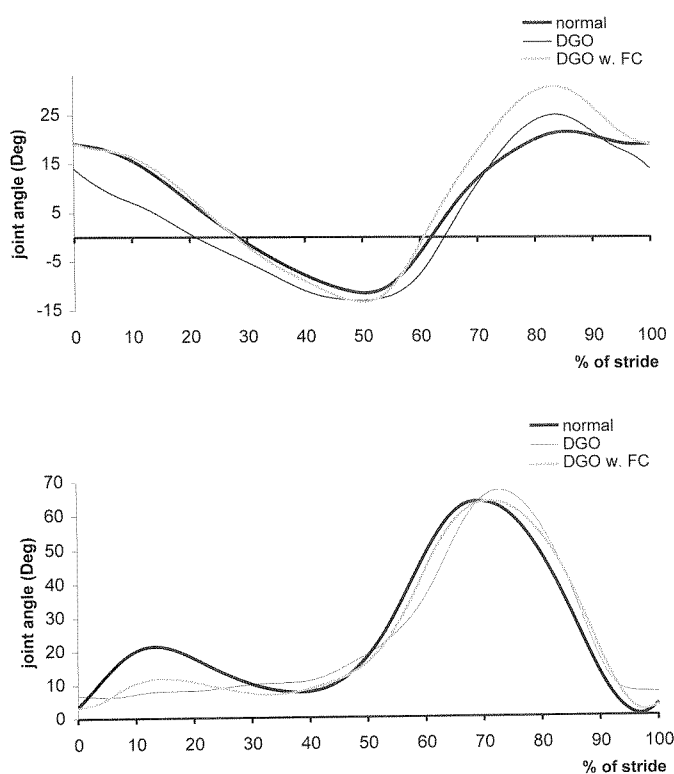 normal
DGO
DGO w. FC
joint angle (Deg)
25
15
5
-5
-15
0 10 20 30 40 50 60 70 80 90 100
% of stride
normal
DGO
DGO w. FC
joint angle (Deg)
70
60
50
40
30
20
10
0
0 10 20 30 40 50 60 70 80 90 100
% of stride